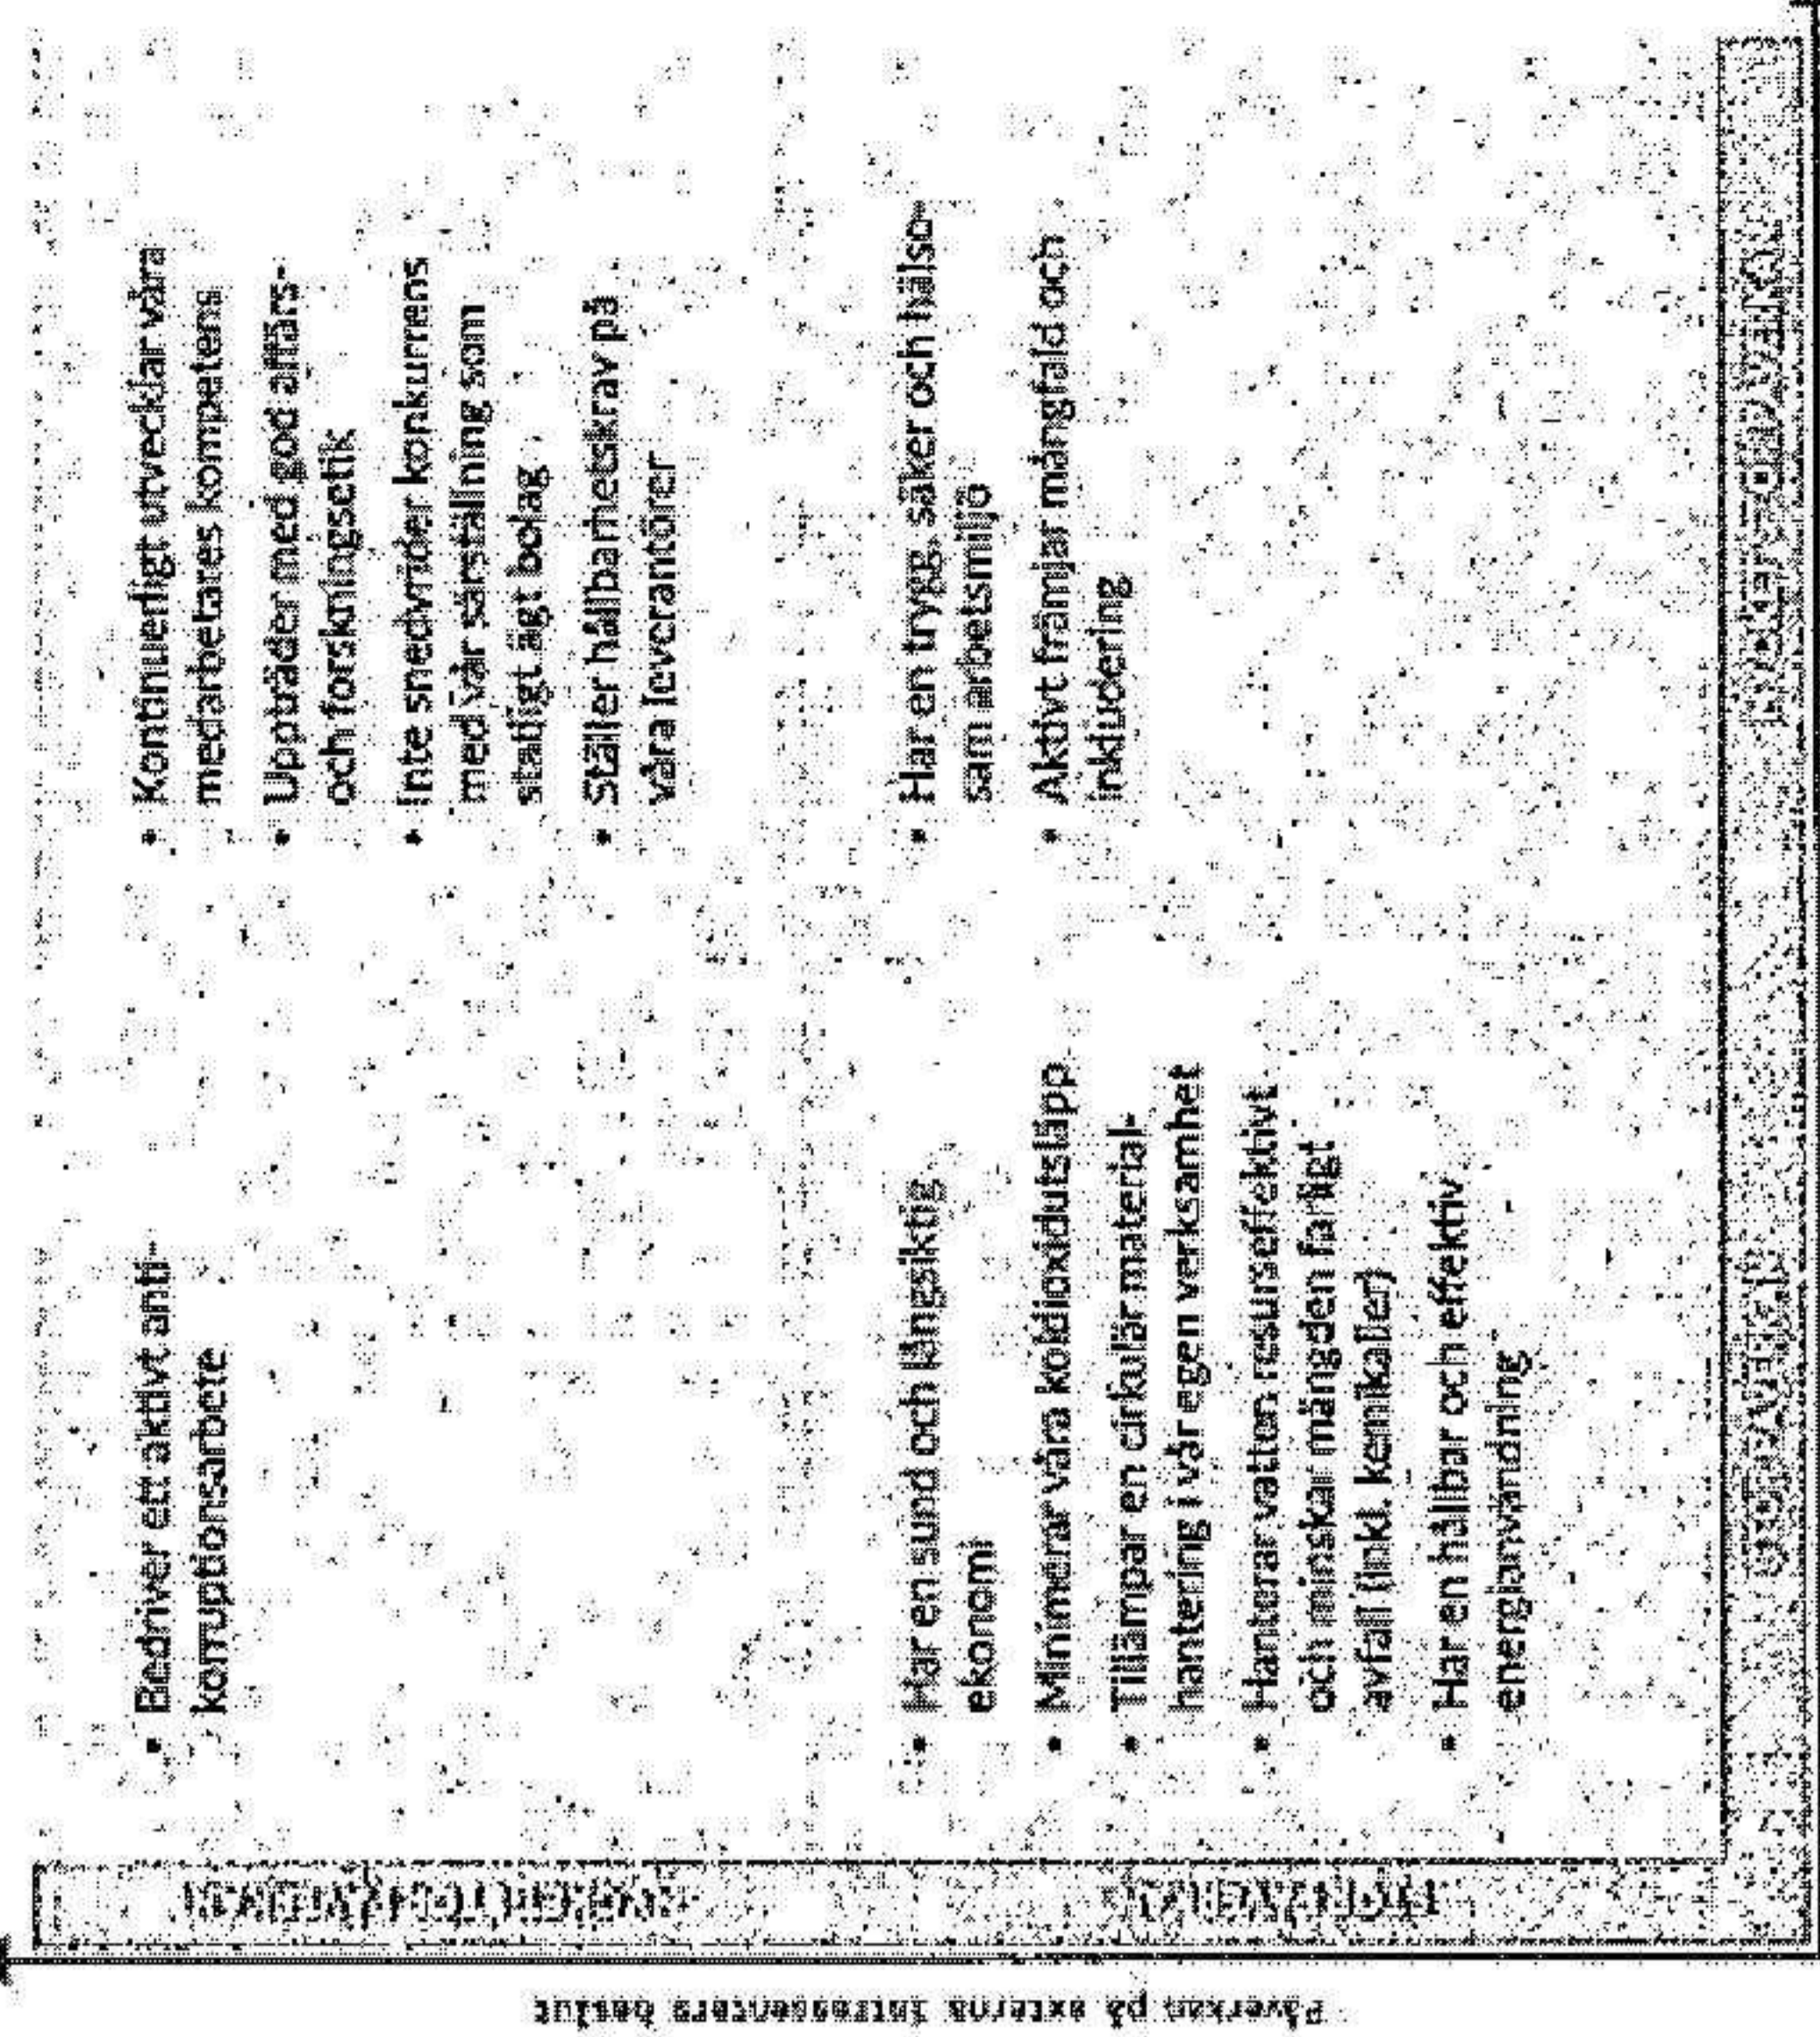 Påverkan på externa intressenters beslut
• Bedriver ett aktivt anti-
korruptionsarbete
• Kontinuerligt utvecklar våra
medarbetares kompetens
• Uppträder med god affärs-
och forskningsetik
• Inte snedvrider konkurrens
med vår särställning som
statligt ägt bolag
• Ställer hållbarhetskrav på
våra leverantörer
• Har en sund och långsiktig
ekonomi
• Minimerar våra koldioxidutsläpp
• Tillämpar en cirkulär material-
hantering i vår egen verksamhet
• Hanterar vatten resurseffektivt
och minskar mängden farligt
avfall (inkl. kemikalier)
• Har en hållbar och effektiv
energianvändning
• Har en trygg, säker och hälso-
sam arbetsmiljö
• Aktivt främjar mångfald och
inkludering